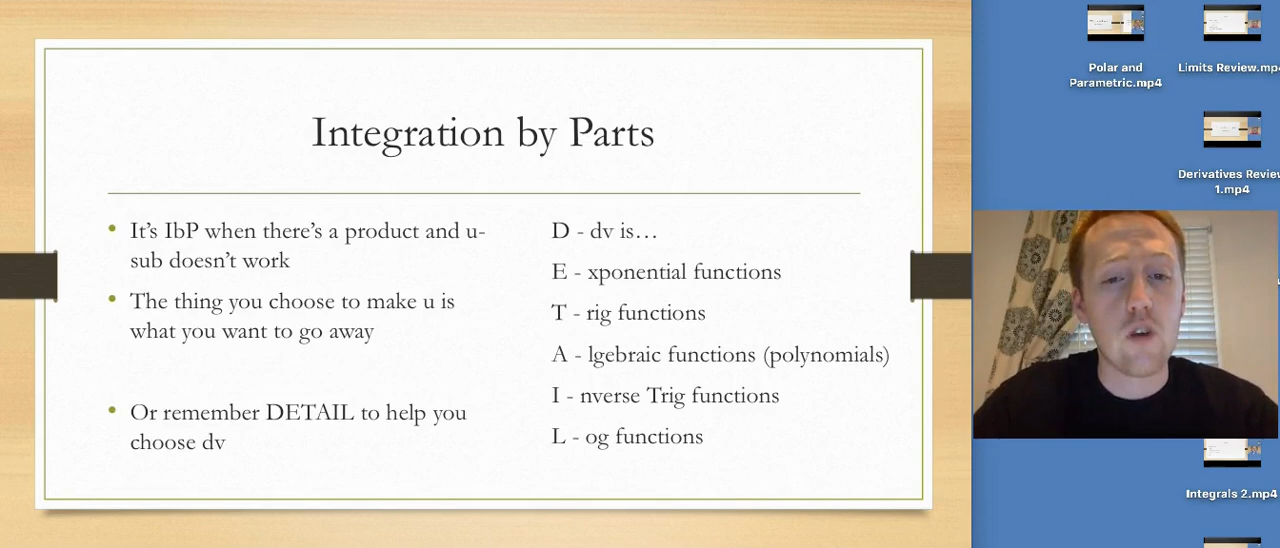 Integration by Parts
• It's IbP when there's a product and u-
sub doesn't work
• The thing you choose to make u is
what you want to go away
• Or remember DETAIL to help you
choose dv
D - dv is…
E - xponential functions
T - rig functions
A - lgebraic functions (polynomials)
I - nverse Trig functions
L - og functions
Polar and
Parametric.mp4
Limits Review.mp4
Derivatives Review
1.mp4
Integrals 2.mp4